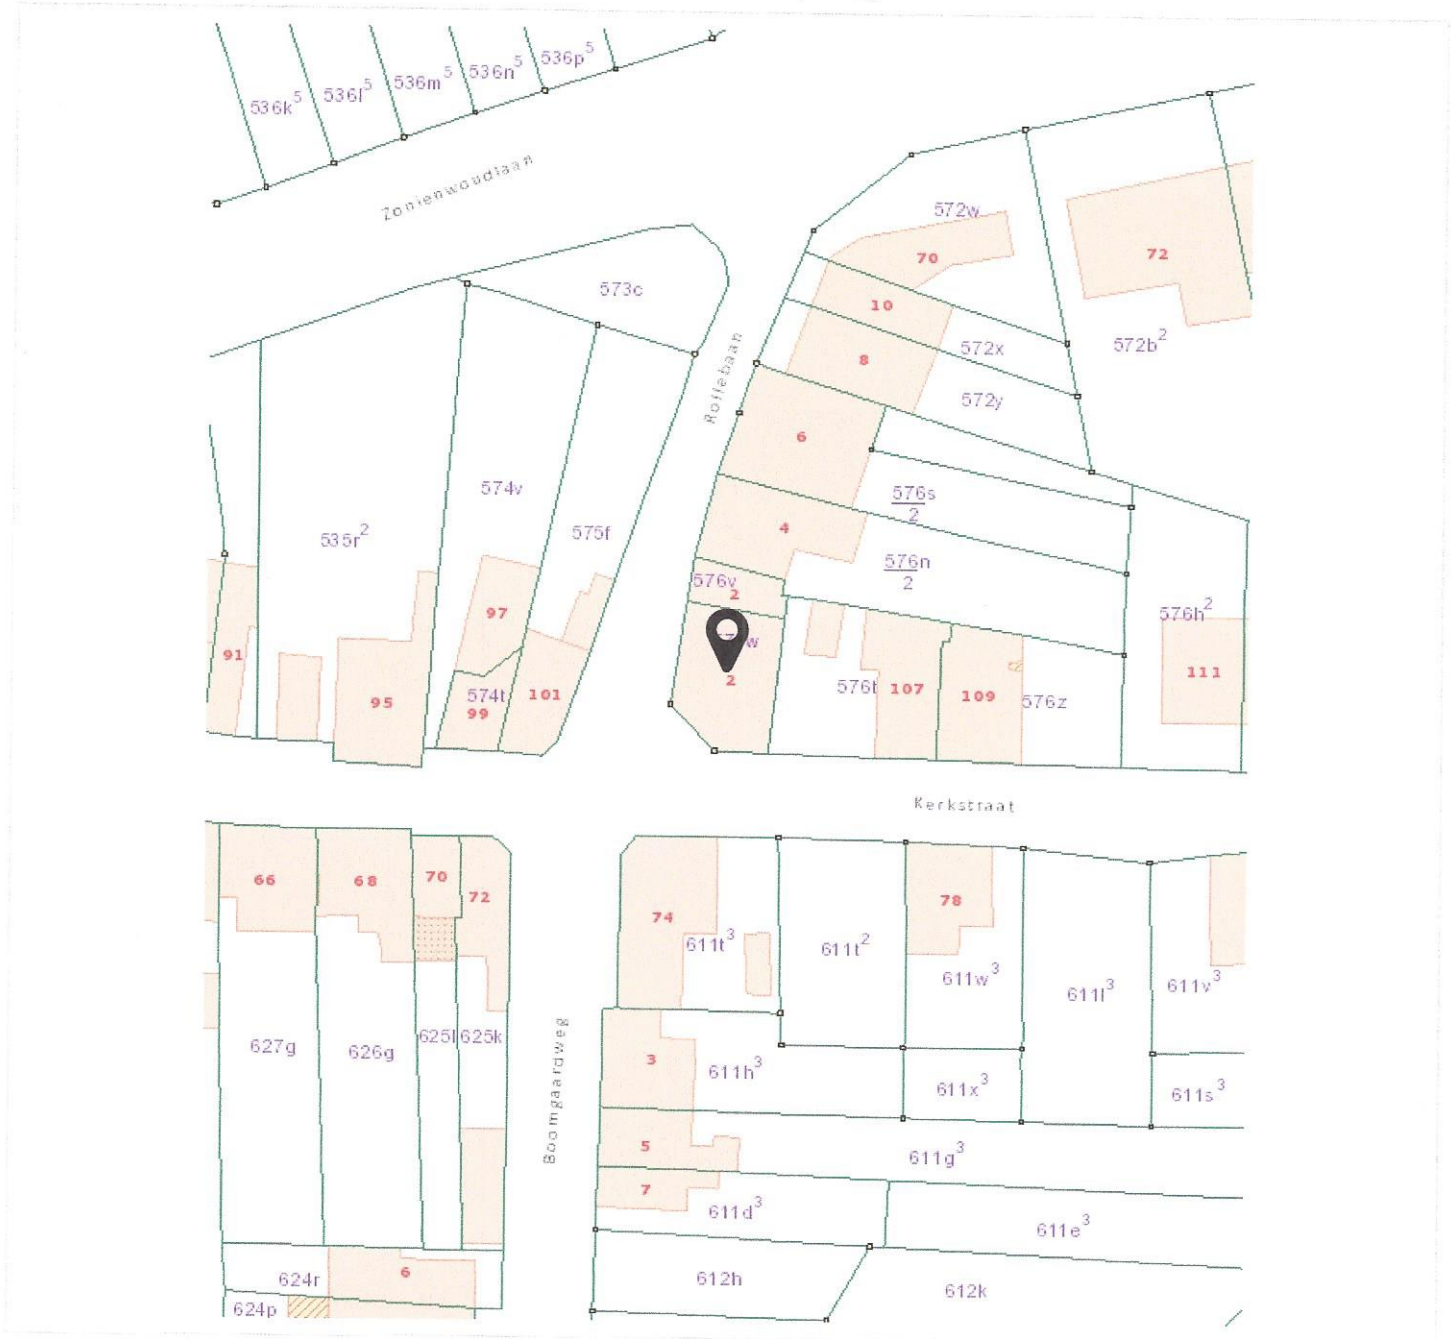 536k⁵
536l⁵
536m⁵
536n⁵
536p⁵
Zonienwoudlaan
573c
572w
70
72
10
8
572x
572b²
572y
Rollebaan
6
574v
575f
535r²
576s
2
4
576n
2
576v
2
97
91
95
574t
99
101
w
2
576t
107
109
576z
576h²
111
Kerkstraat
66
68
70
72
74
611t³
611t²
78
611w³
611l³
611v³
627g
626g
625l
625k
Boomgaardweg
3
611h³
611x³
611s³
5
611g³
7
611d³
611e³
624r
6
612h
612k
624p